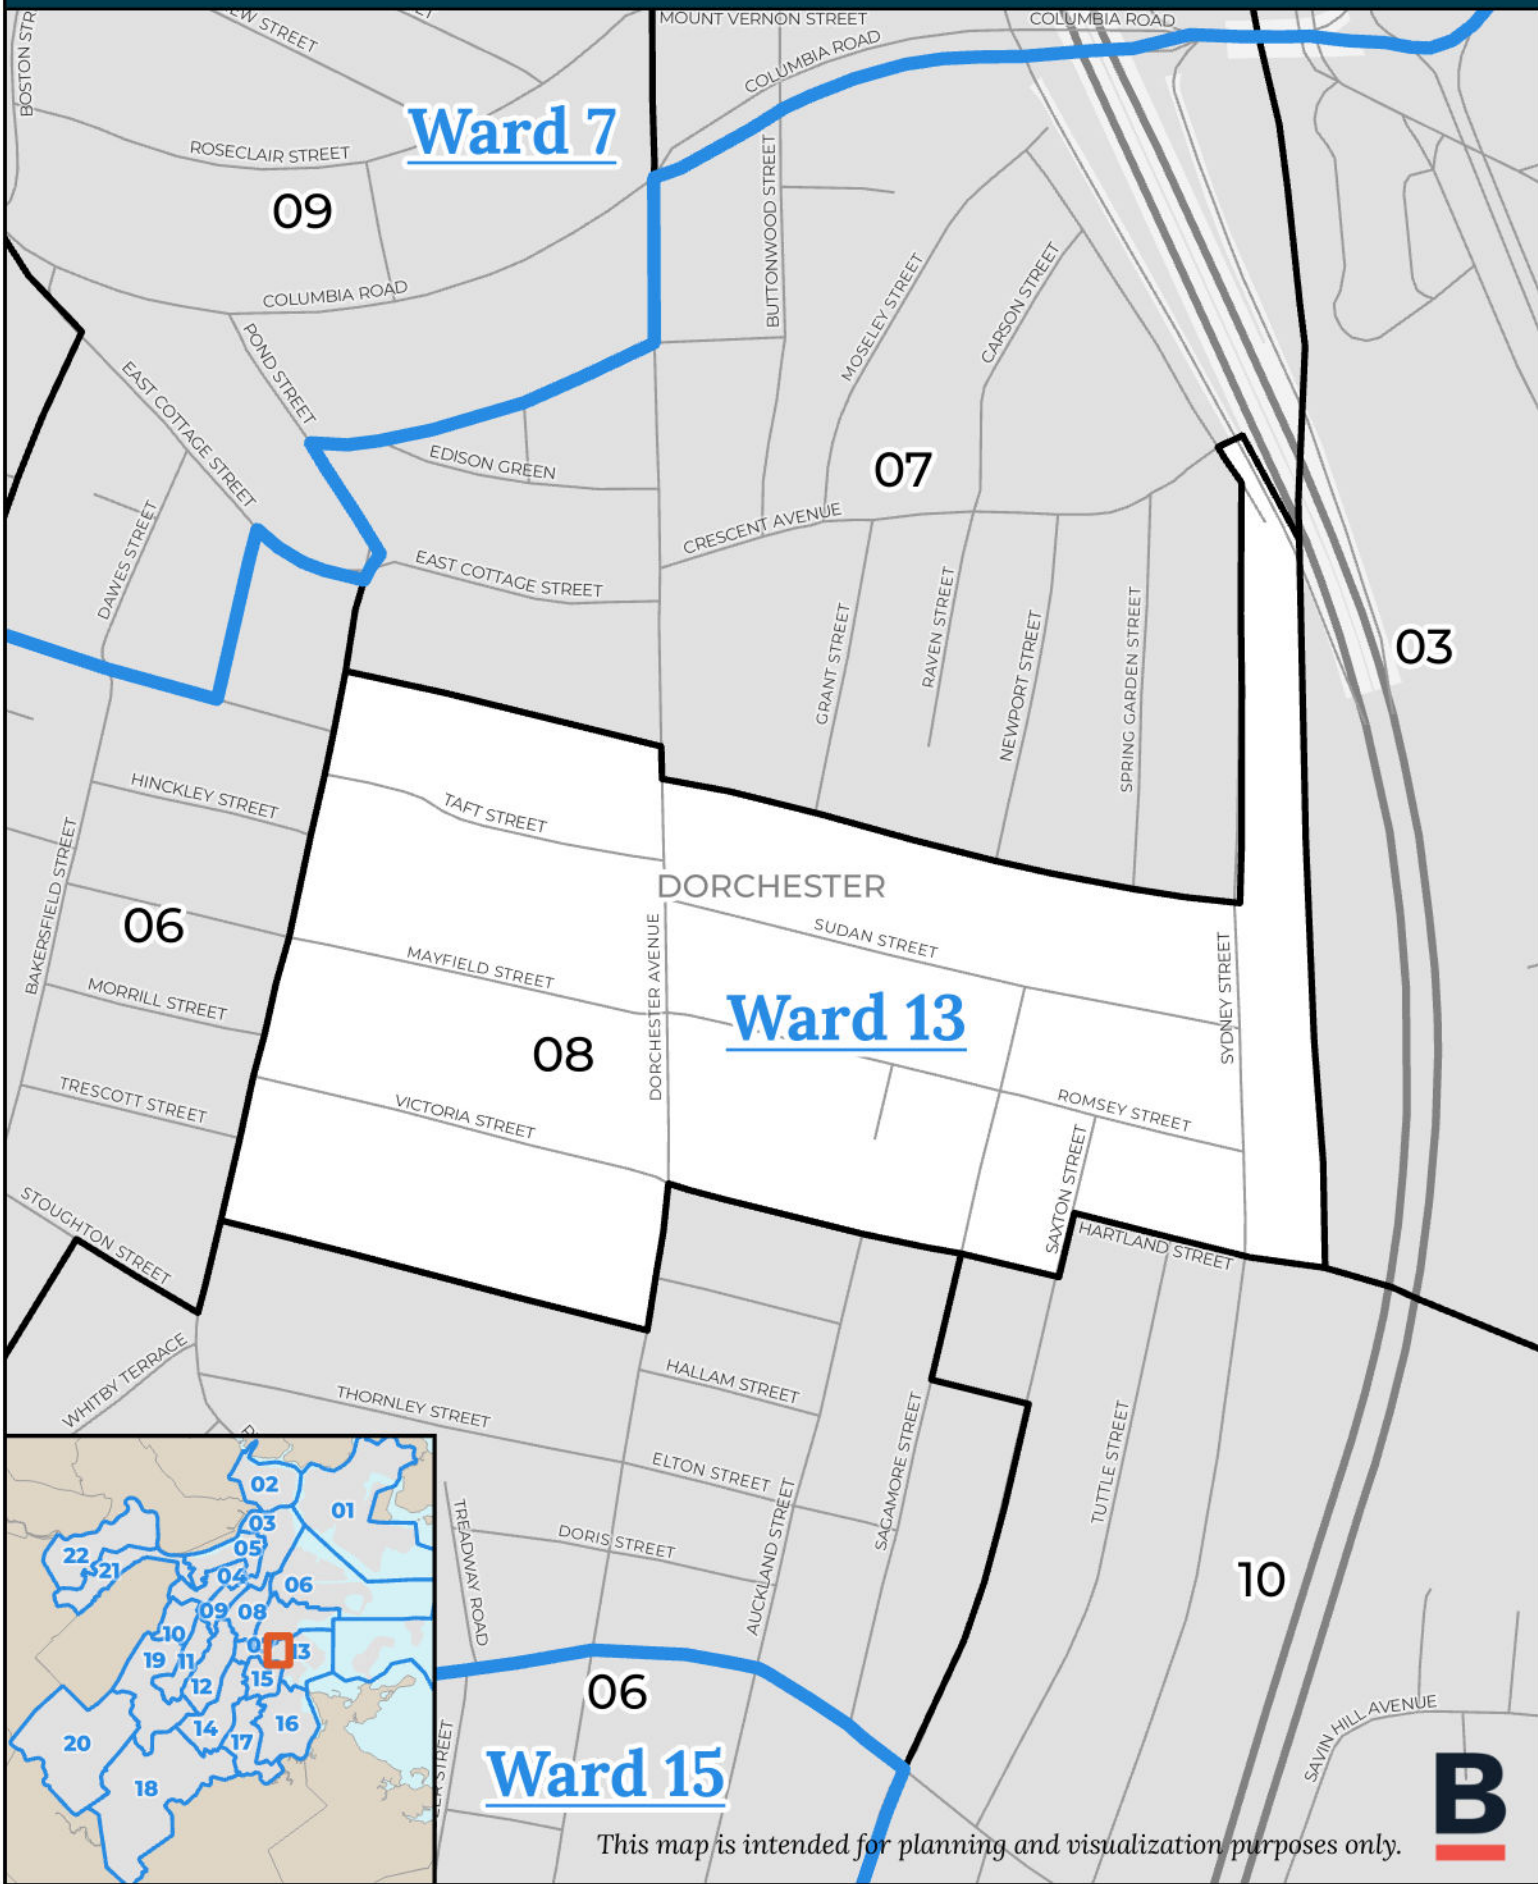 MOUNT VERNON STREET
COLUMBIA ROAD
COLUMBIA ROAD
EW STREET
BOSTON STR
Ward 7
ROSECLAIR STREET
09
BUTTONWOOD STREET
COLUMBIA ROAD
MOSELEY STREET
CARSON STREET
POND STREET
EAST COTTAGE STREET
EDISON GREEN
07
CRESCENT AVENUE
DAWES STREET
EAST COTTAGE STREET
GRANT STREET
RAVEN STREET
NEWPORT STREET
SPRING GARDEN STREET
03
HINCKLEY STREET
TAFT STREET
BAKERSFIELD STREET
DORCHESTER
06
SUDAN STREET
MAYFIELD STREET
DORCHESTER AVENUE
SYDNEY STREET
MORRILL STREET
Ward 13
08
TRESCOTT STREET
VICTORIA STREET
ROMSEY STREET
SAXTON STREET
STOUGHTON STREET
HARTLAND STREET
WHITBY TERRACE
HALLAM STREET
THORNLEY STREET
SAGAMORE STREET
TUTTLE STREET
ELTON STREET
AUCKLAND STREET
TREADWAY ROAD
DORIS STREET
10
02
01
03
05
22
21
04
06
09
08
10
13
19
11
15
12
14
16
17
20
18
06
Ward 15
SAVIN HILL AVENUE
STREET
B
This map is intended for planning and visualization purposes only.